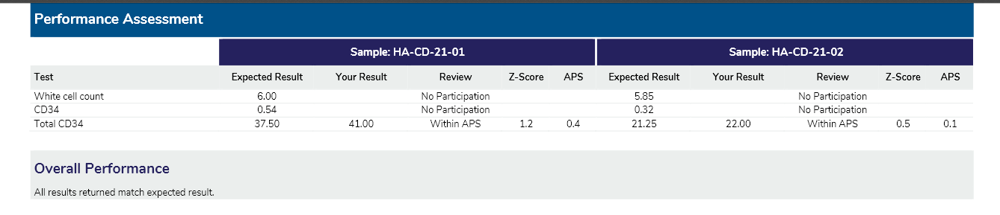 Performance Assessment
Sample: HA-CD-21-01 Sample: HA-CD-21-02
Test Expected Result Your Result Review Z-Score APS Expected Result Your Result Review Z-Score APS
White cell count 6.00 No Participation 5.85 No Participation
CD34 0.54 No Participation 0.32 No Participation
Total CD34 37.50 41.00 Within APS 1.2 0.4 21.25 22.00 Within APS 0.5 0.1
Overall Performance
All results returned match expected result.